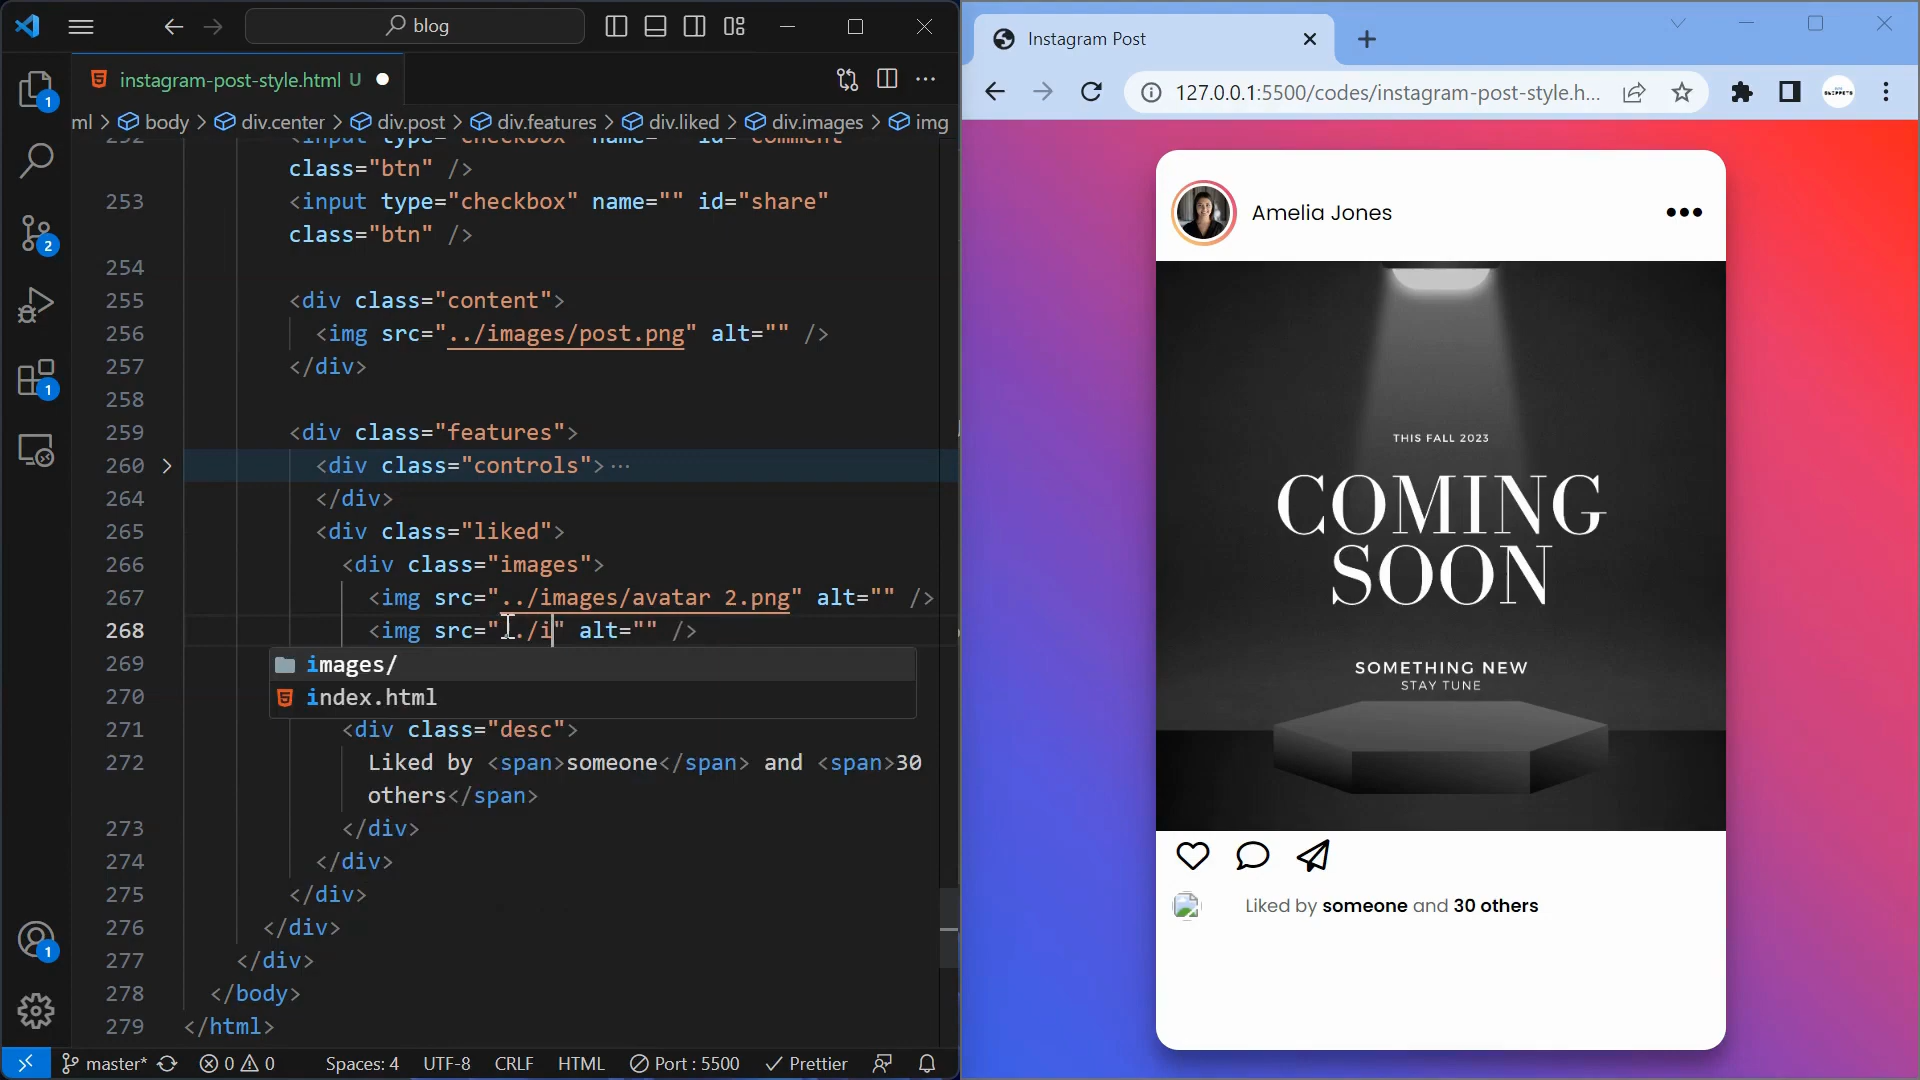 blog
instagram-post-style.html U
ml > body > div.center > div.post > div.features > div.liked > div.images > img
class="btn" />
253 <input type="checkbox" name="" id="share"
class="btn" />
254
255 <div class="content">
256 <img src="../images/post.png" alt="" />
257 </div>
258
259 <div class="features">
260 <div class="controls">···
264 </div>
265 <div class="liked">
266 <div class="images">
267 <img src="../images/avatar 2.png" alt="" />
268 <img src="../i" alt="" />
269 images/
270 index.html
271 <div class="desc">
272 Liked by <span>someone</span> and <span>30
others</span>
273 </div>
274 </div>
275 </div>
276 </div>
277 </div>
278 </body>
279 </html>
1
2
1
1
master* 0 0 Spaces: 4 UTF-8 CRLF HTML Port : 5500 Prettier
Instagram Post
127.0.0.1:5500/codes/instagram-post-style.h...
Amelia Jones
THIS FALL 2023
COMING
SOON
SOMETHING NEW
STAY TUNE
Liked by someone and 30 others